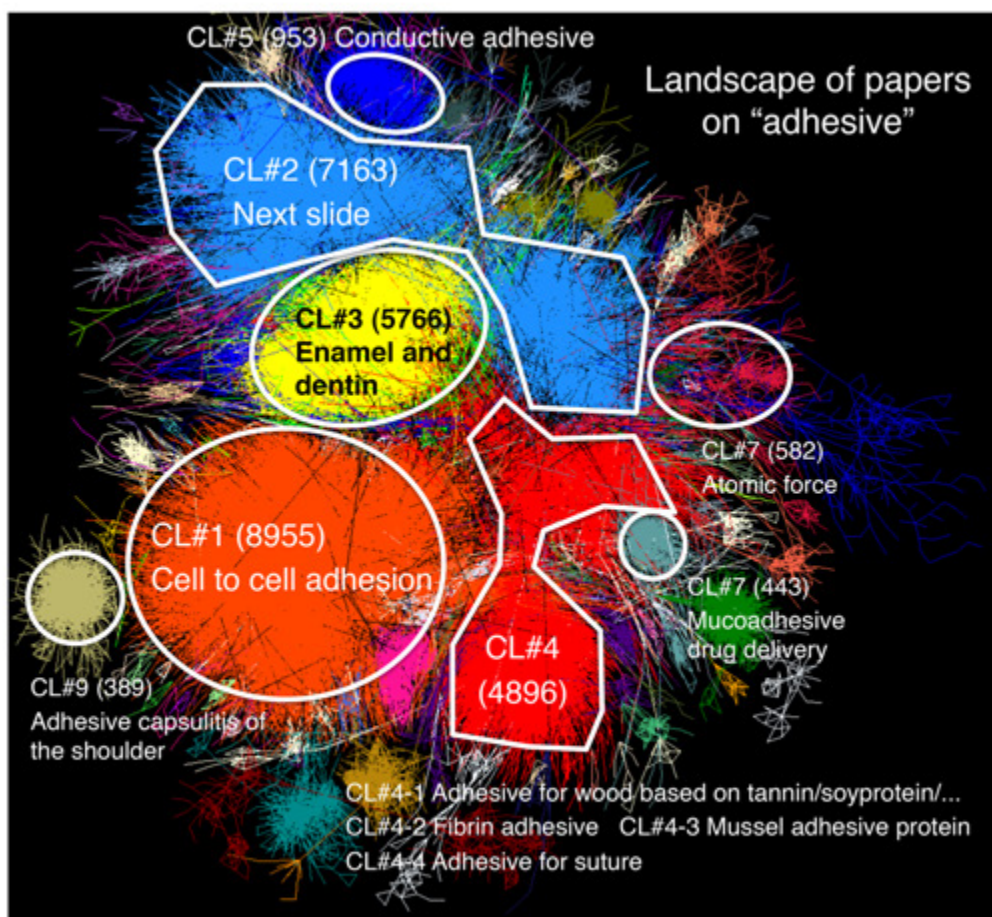 CL#5 (953) Conductive adhesive
Landscape of papers
on “adhesive”
CL#2 (7163)
Next slide
CL#3 (5766)
Enamel and
dentin
CL#7 (582)
Atomic force
CL#1 (8955)
Cell to cell adhesion
CL#7 (443)
Mucoadhesive
drug delivery
CL#4
(4896)
CL#9 (389)
Adhesive capsulitis of
the shoulder
CL#4-1 Adhesive for wood based on tannin/soyprotein/...
CL#4-2 Fibrin adhesive CL#4-3 Mussel adhesive protein
CL#4-4 Adhesive for suture